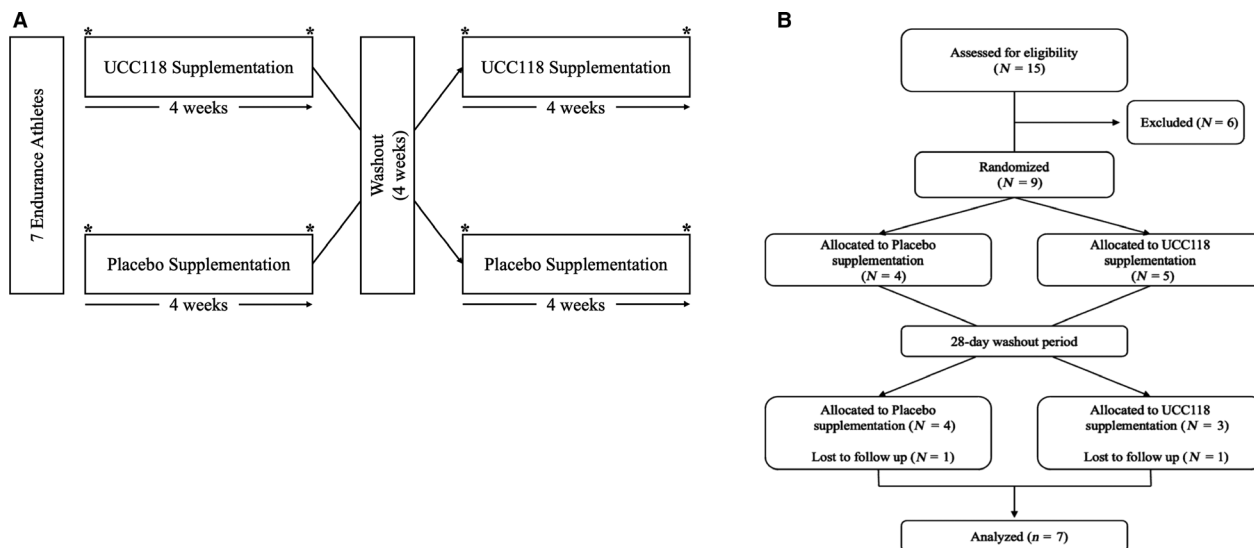 A
* *
UCC118 Supplementation
4 weeks
* *
UCC118 Supplementation
4 weeks
7 Endurance Athletes
Washout
(4 weeks)
* *
Placebo Supplementation
4 weeks
* *
Placebo Supplementation
4 weeks
B
Assessed for eligibility
(N = 15)
Excluded (N = 6)
Randomized
(N = 9)
Allocated to Placebo
supplementation
(N = 4)
Allocated to UCC118
supplementation
(N = 5)
28-day washout period
Allocated to Placebo
supplementation (N = 4)
Lost to follow up (N = 1)
Allocated to UCC118
supplementation (N = 3)
Lost to follow up (N = 1)
Analyzed (n = 7)